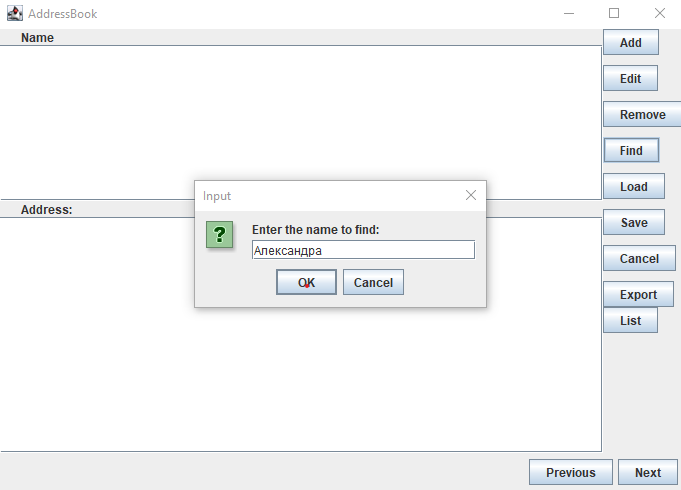 AddressBook
Name
Add
Edit
Remove
Find
Load
Save
Cancel
Export
List
Input
?
Enter the name to find:
Александра
OK
Cancel
Address:
Previous
Next